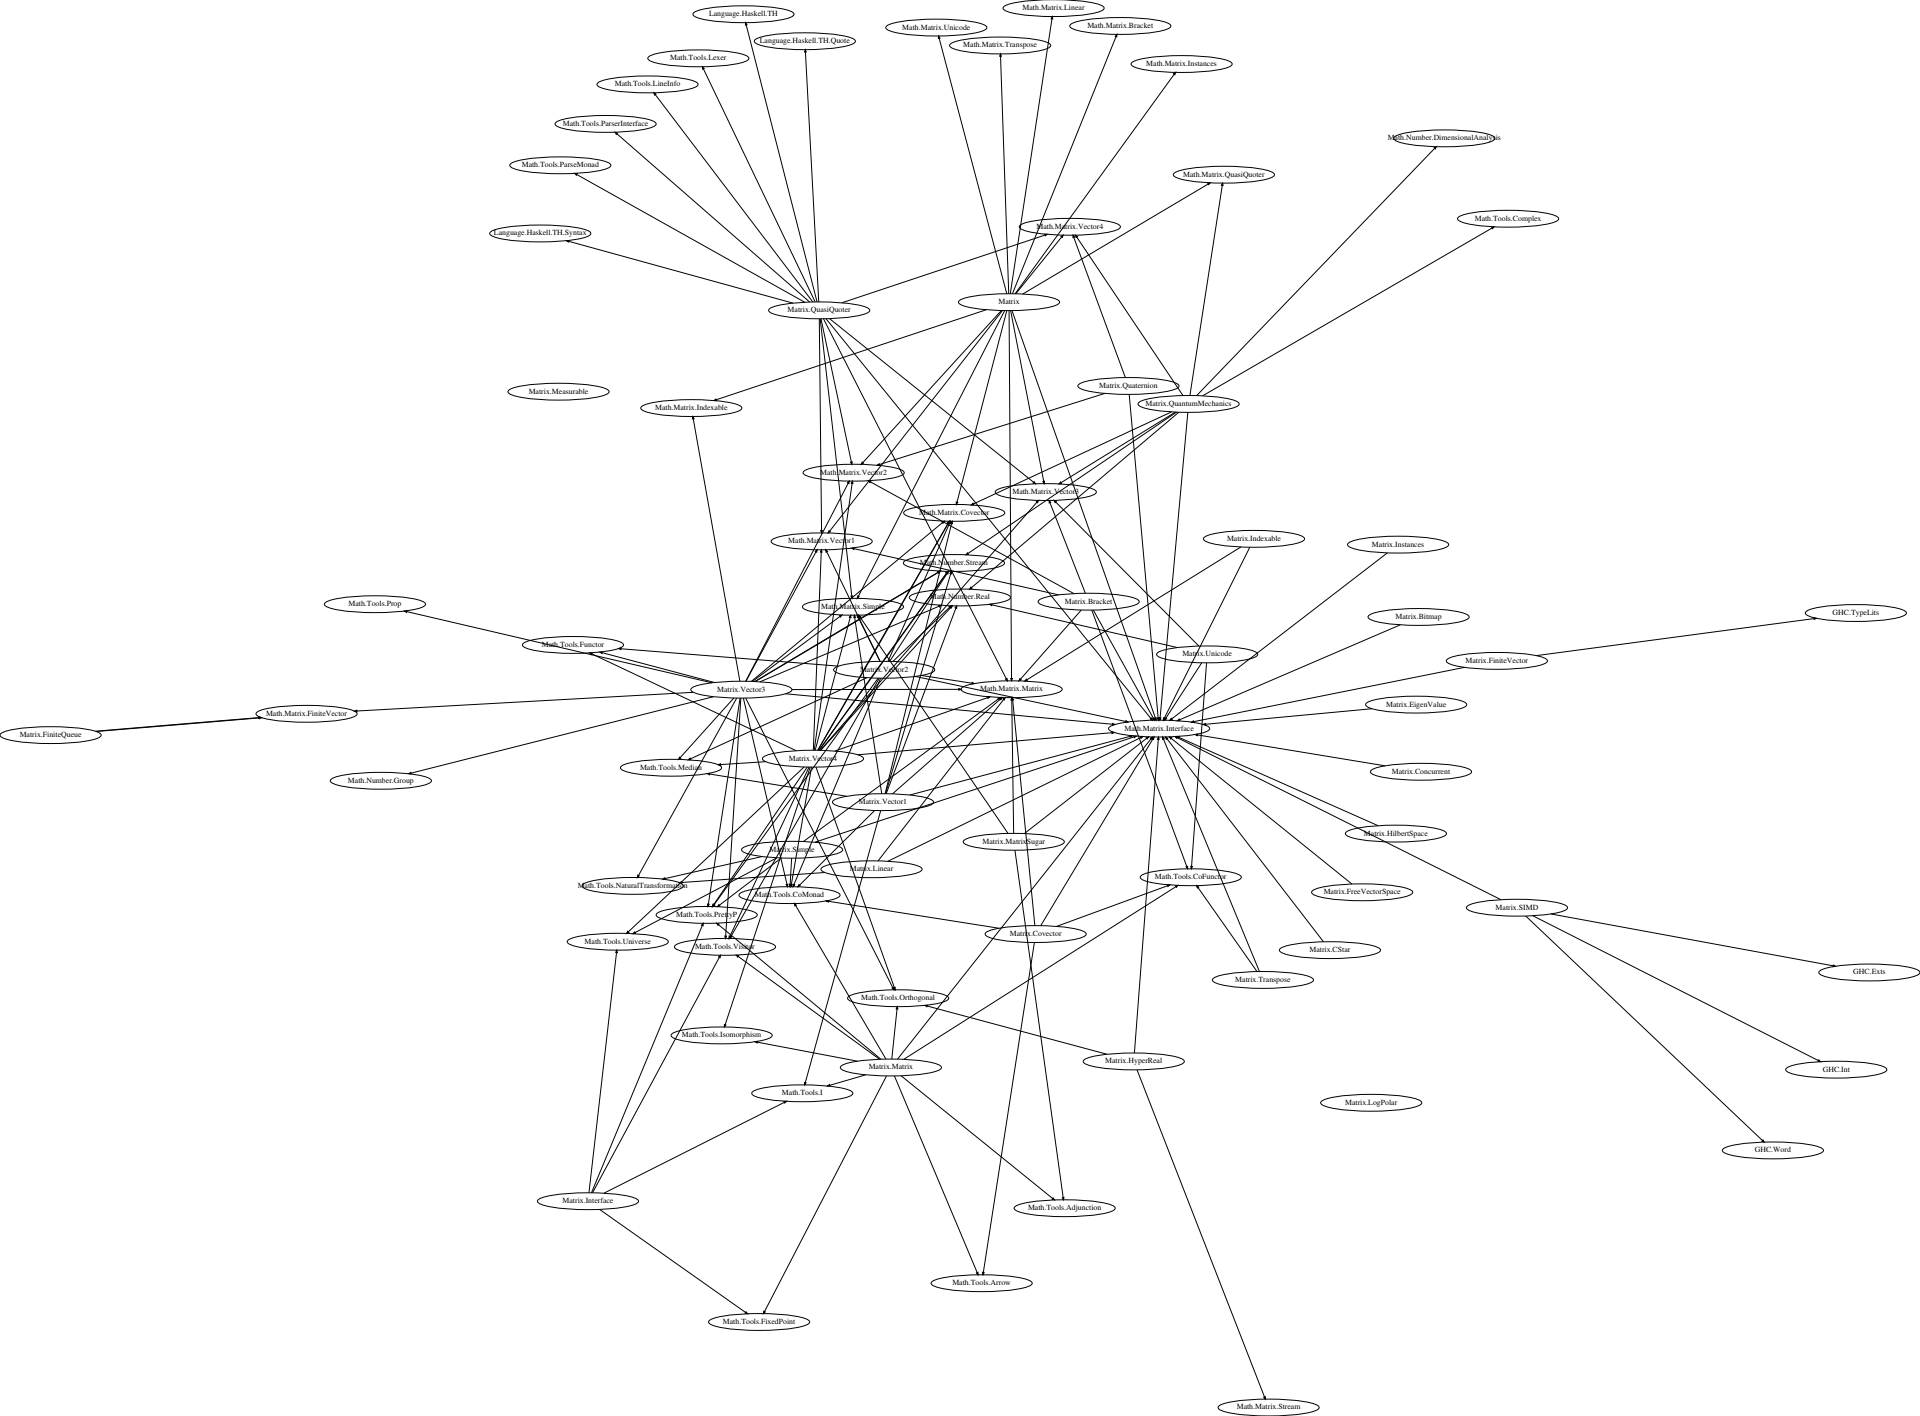 Math.Matrix.Linear
Language.Haskell.TH
Math.Matrix.Unicode
Math.Matrix.Bracket
Language.Haskell.TH.Quote
Math.Matrix.Transpose
Math.Tools.Lexer
Math.Matrix.Instances
Math.Tools.LineInfo
Math.Tools.ParserInterface
Math.Number.DimensionalAnalysis
Math.Tools.ParseMonad
Math.Matrix.QuasiQuoter
Math.Tools.Complex
Math.Matrix.Vector4
Language.Haskell.TH.Syntax
Matrix
Matrix.QuasiQuoter
Matrix.Quaternion
Matrix.Measurable
Matrix.QuantumMechanics
Math.Matrix.Indexable
Math.Matrix.Vector2
Math.Matrix.Vector3
Math.Matrix.Covector
Matrix.Indexable
Math.Matrix.Vector1
Matrix.Instances
Math.Number.Stream
Math.Number.Real
Matrix.Bracket
Math.Tools.Prop
Math.Matrix.Simple
GHC.TypeLits
Matrix.Bitmap
Math.Tools.Functor
Matrix.Unicode
Matrix.FiniteVector
Matrix.Vector2
Matrix.Vector3
Math.Matrix.Matrix
Matrix.EigenValue
Math.Matrix.FiniteVector
Math.Matrix.Interface
Matrix.FiniteQueue
Matrix.Vector4
Math.Tools.Median
Matrix.Concurrent
Math.Number.Group
Matrix.Vector1
Matrix.HilbertSpace
Matrix.MatrixSugar
Matrix.Simple
Matrix.Linear
Math.Tools.CoFunctor
Math.Tools.NaturalTransformation
Matrix.FreeVectorSpace
Math.Tools.CoMonad
Matrix.SIMD
Math.Tools.PrettyP
Matrix.Covector
Math.Tools.Universe
Math.Tools.Visitor
Matrix.CStar
GHC.Exts
Matrix.Transpose
Math.Tools.Orthogonal
Math.Tools.Isomorphism
Matrix.HyperReal
Matrix.Matrix
GHC.Int
Math.Tools.I
Matrix.LogPolar
GHC.Word
Matrix.Interface
Math.Tools.Adjunction
Math.Tools.Arrow
Math.Tools.FixedPoint
Math.Matrix.Stream